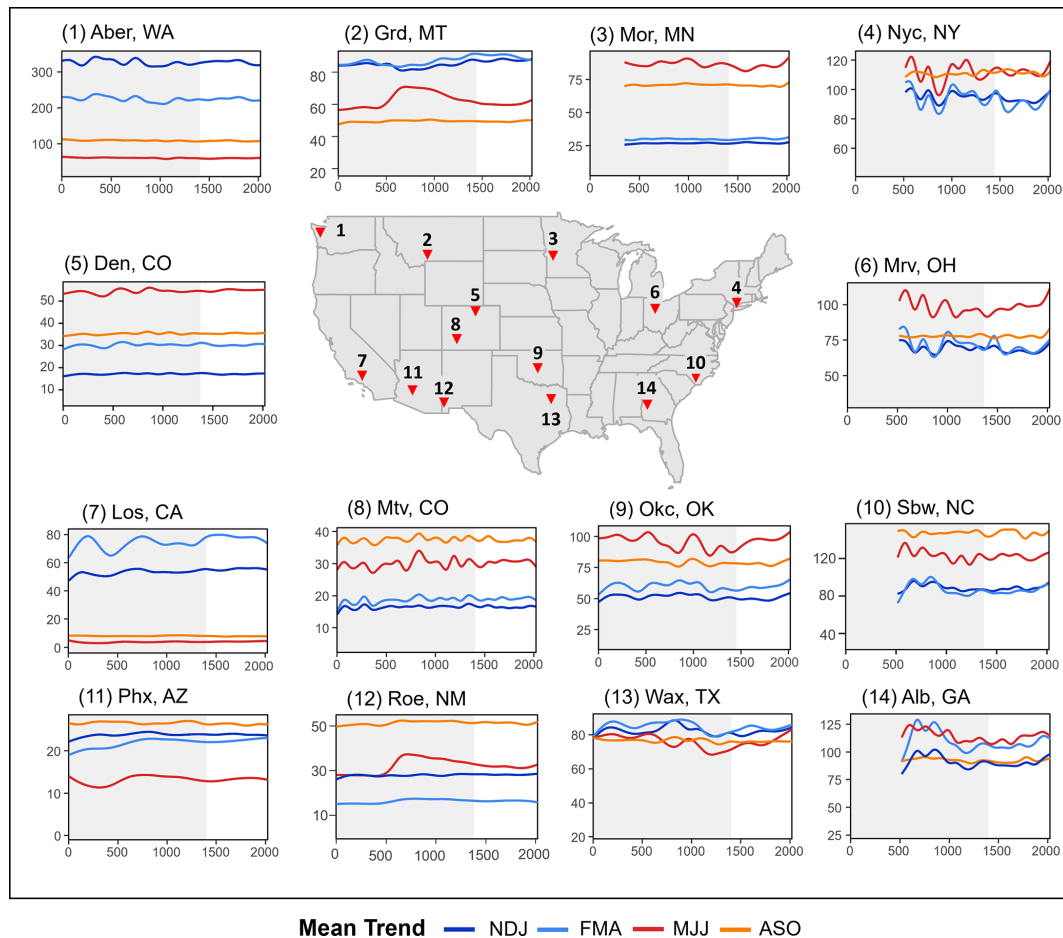 (1) Aber, WA
300
200
100
0 500 1000 1500 2000
(2) Grd, MT
80
60
40
20
0 500 1000 1500 2000
(3) Mor, MN
75
50
25
0 500 1000 1500 2000
(4) Nyc, NY
120
100
80
60
0 500 1000 1500 2000
(5) Den, CO
50
40
30
20
10
0 500 1000 1500 2000
1
2
3
4
5
6
7
8
9
10
11
12
13
14
(6) Mrv, OH
100
75
50
0 500 1000 1500 2000
(7) Los, CA
80
60
40
20
0
0 500 1000 1500 2000
(8) Mtv, CO
40
30
20
10
0 500 1000 1500 2000
(9) Okc, OK
100
75
50
25
0 500 1000 1500 2000
(10) Sbw, NC
120
80
40
0 500 1000 1500 2000
(11) Phx, AZ
20
10
0
0 500 1000 1500 2000
(12) Roe, NM
50
30
10
0 500 1000 1500 2000
(13) Wax, TX
80
60
40
20
0 500 1000 1500 2000
(14) Alb, GA
125
100
75
50
25
0 500 1000 1500 2000
Mean Trend NDJ FMA MJJ ASO